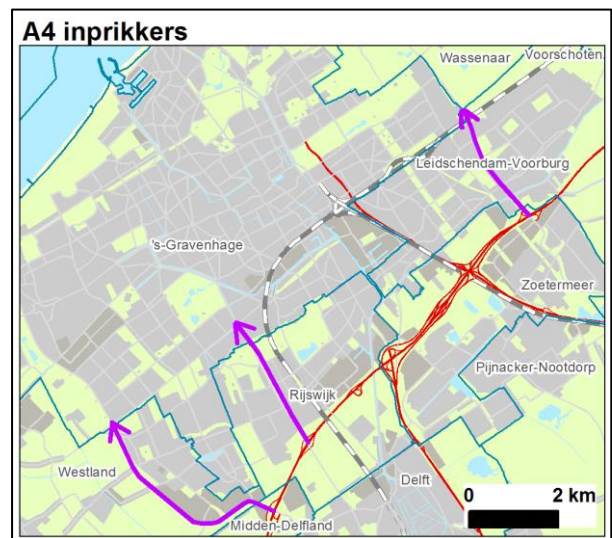 A4 inprikkers
Wassenaar
Voorschoten
Leidschendam-Voorburg
's-Gravenhage
Zoetermeer
Pijnacker-Nootdorp
Rijswijk
Westland
Delft
Midden-Delfland
0 2 km